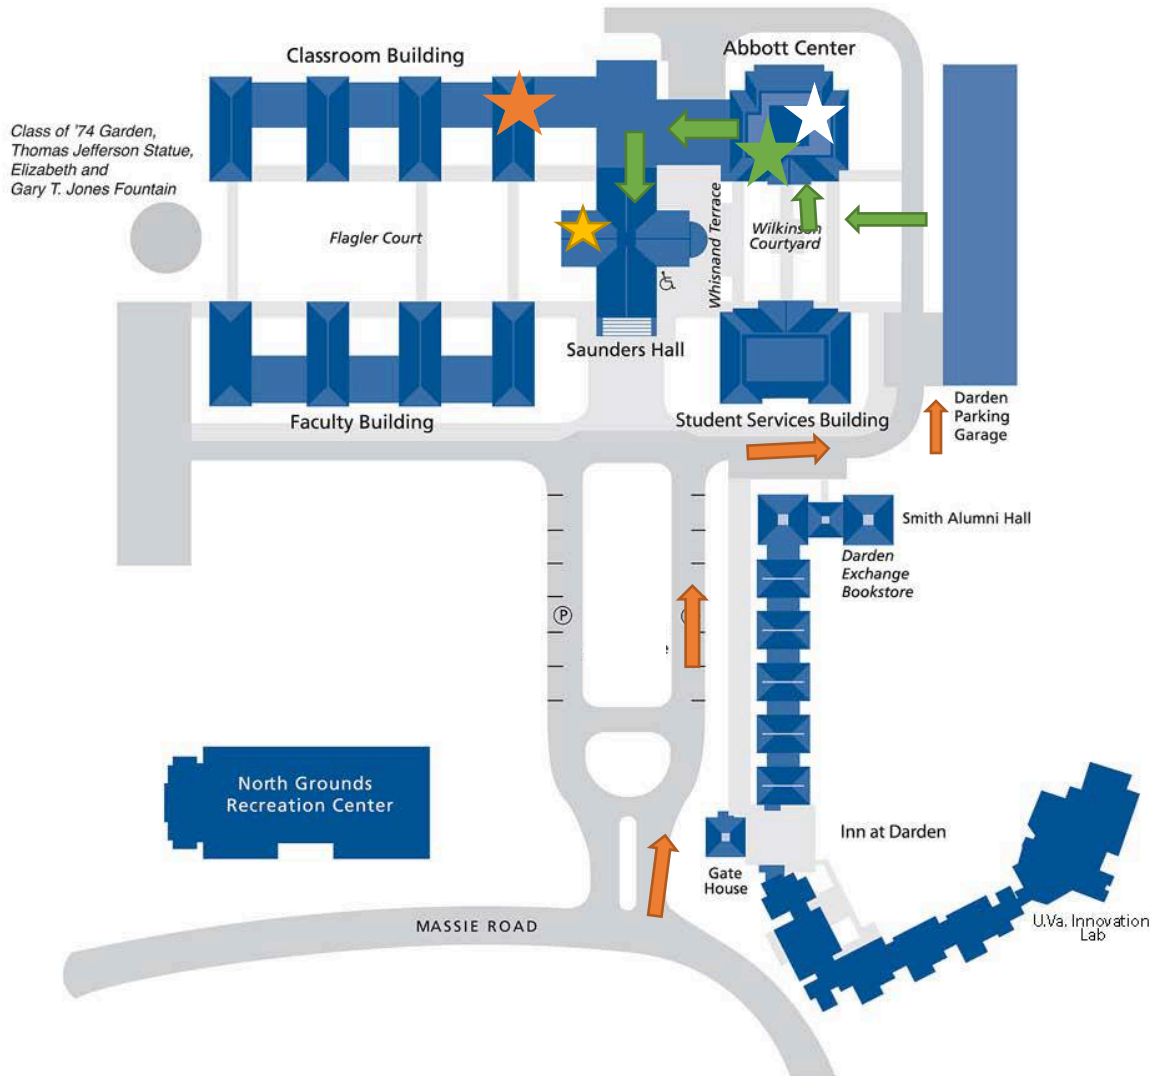 Classroom Building
Abbott Center
Class of '74 Garden,
Thomas Jefferson Statue,
Elizabeth and
Gary T. Jones Fountain
Flagler Court
Whisnand Terrace
Wilkinson
Courtyard
Saunders Hall
Faculty Building
Student Services Building
Darden
Parking
Garage
Smith Alumni Hall
Darden
Exchange
Bookstore
P
North Grounds
Recreation Center
Inn at Darden
Gate
House
MASSIE ROAD
U.Va. Innovation
Lab